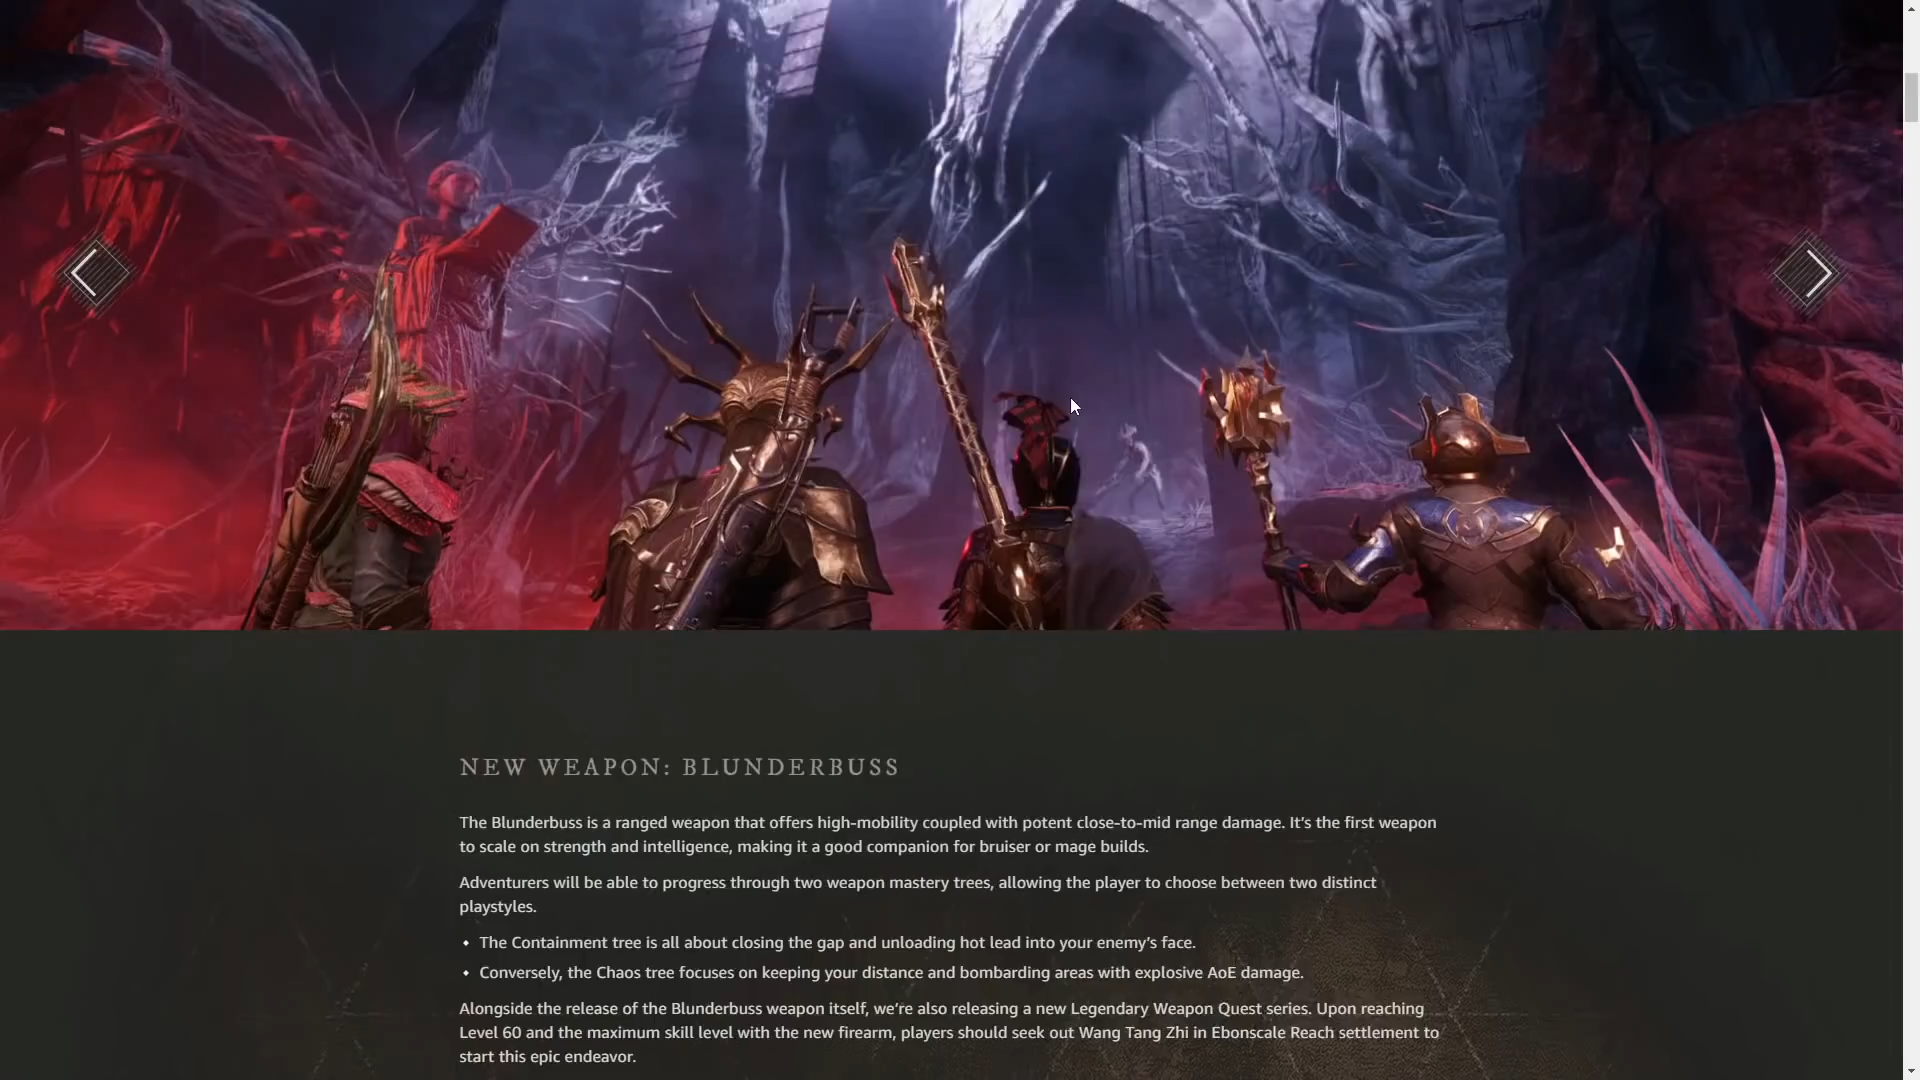 NEW WEAPON: BLUNDERBUSS
The Blunderbuss is a ranged weapon that offers high-mobility coupled with potent close-to-mid range damage. It’s the first weapon
to scale on strength and intelligence, making it a good companion for bruiser or mage builds.
Adventurers will be able to progress through two weapon mastery trees, allowing the player to choose between two distinct
playstyles.
• The Containment tree is all about closing the gap and unloading hot lead into your enemy’s face.
• Conversely, the Chaos tree focuses on keeping your distance and bombarding areas with explosive AoE damage.
Alongside the release of the Blunderbuss weapon itself, we’re also releasing a new Legendary Weapon Quest series. Upon reaching
Level 60 and the maximum skill level with the new firearm, players should seek out Wang Tang Zhi in Ebonscale Reach settlement to
start this epic endeavor.